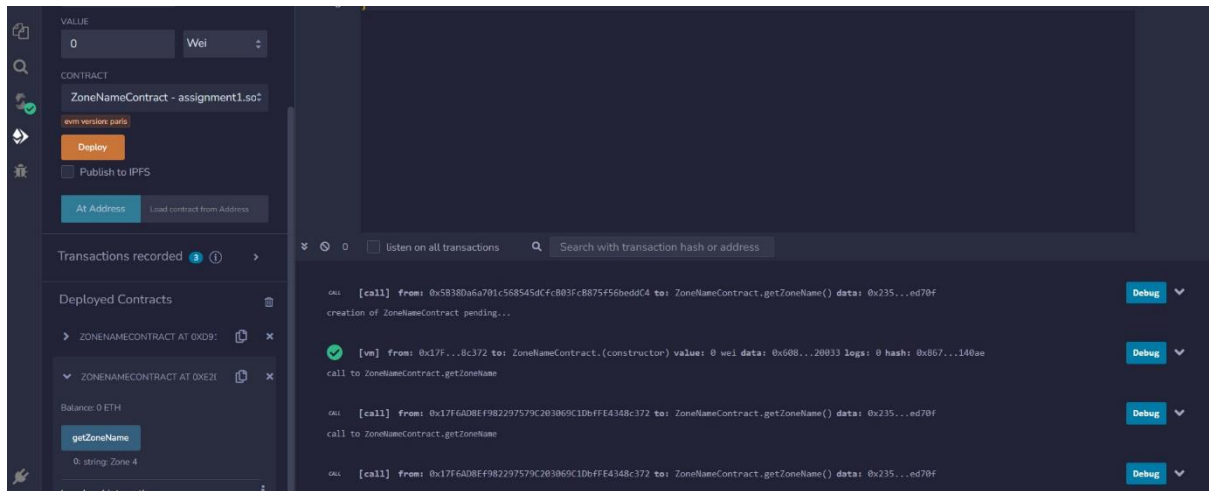 VALUE
0 Wei
CONTRACT
ZoneNameContract - assignment1.so
evm version: paris
Deploy
Publish to IPFS
At Address Load contract from Address
Transactions recorded 3
Deployed Contracts
ZONENAMECONTRACT AT 0XD9
ZONENAMECONTRACT AT 0XE2
Balance: 0 ETH
getZoneName
0: string: Zone 4
0 listen on all transactions Search with transaction hash or address
CALL [call] from: 0x5B38Da6a701c568545dCfcB03FcB875f56beddC4 to: ZoneNameContract.getZoneName() data: 0x235...ed70f Debug
creation of ZoneNameContract pending...
[vm] from: 0x17F...8c372 to: ZoneNameContract.(constructor) value: 0 wei data: 0x608...20033 logs: 0 hash: 0x867...140ae Debug
call to ZoneNameContract.getZoneName
CALL [call] from: 0x17F6AD8Ef982297579C203069C1DbfFE4348c372 to: ZoneNameContract.getZoneName() data: 0x235...ed70f Debug
call to ZoneNameContract.getZoneName
CALL [call] from: 0x17F6AD8Ef982297579C203069C1DbfFE4348c372 to: ZoneNameContract.getZoneName() data: 0x235...ed70f Debug